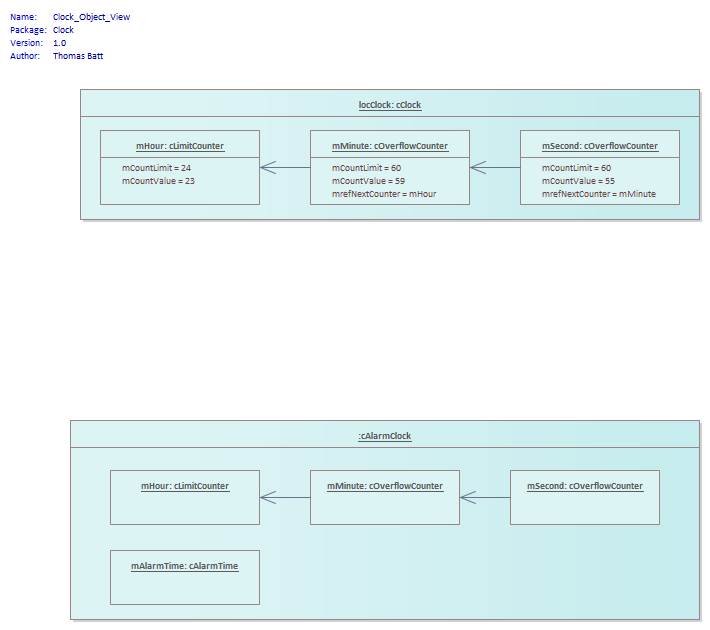 Name: Clock_Object_View
Package: Clock
Version: 1.0
Author: Thomas Batt
locClock: cClock
mHour: cLimitCounter
mCountLimit = 24
mCountValue = 23
mMinute: cOverflowCounter
mCountLimit = 60
mCountValue = 59
mrefNextCounter = mHour
mSecond: cOverflowCounter
mCountLimit = 60
mCountValue = 55
mrefNextCounter = mMinute
:cAlarmClock
mHour: cLimitCounter
mMinute: cOverflowCounter
mSecond: cOverflowCounter
mAlarmTime: cAlarmTime